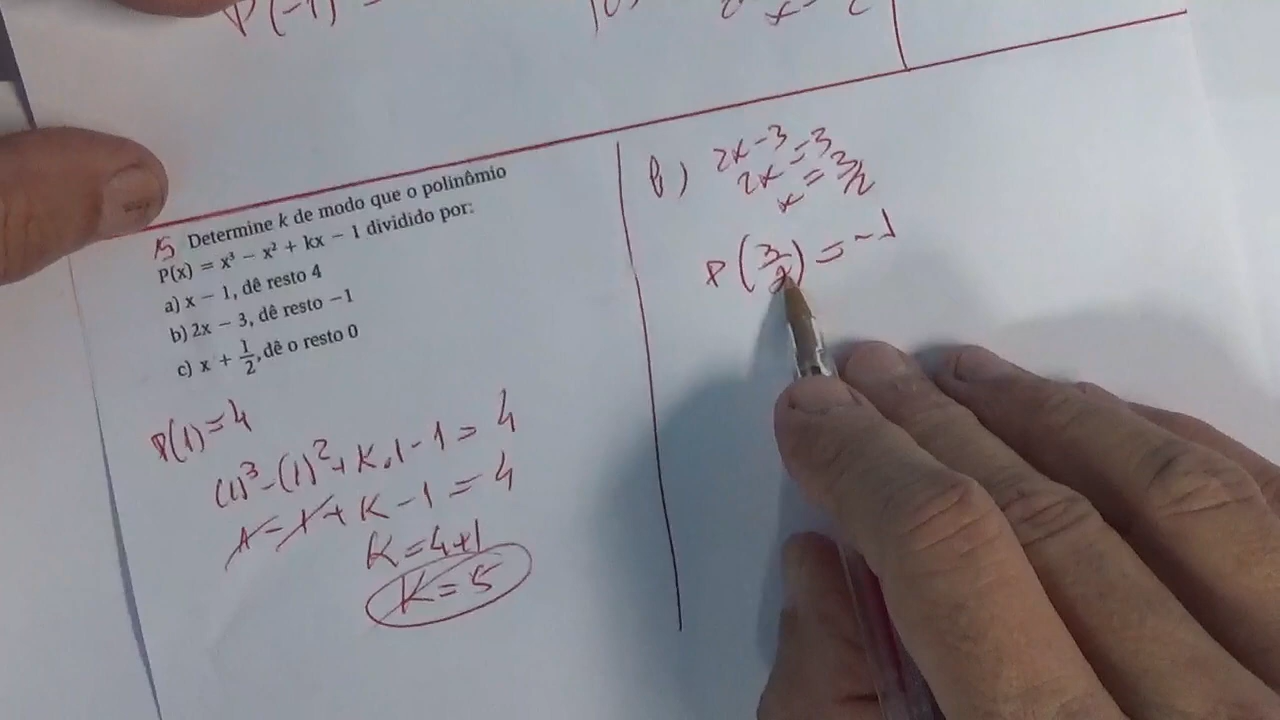 P(-1)
15 Determine k de modo que o polinômio
P(x) = x³ − x² + kx − 1 dividido por:
a) x − 1, dê resto 4
b) 2x − 3, dê resto −1
c) x + 1/2, dê o resto 0
P(1)=4
(1)³-(1)²+K.1-1=4
1-1+K-1=4
K=4+1
K=5
b) 2x-3=3
2x=3
x=3/2
P(3/2)=-1